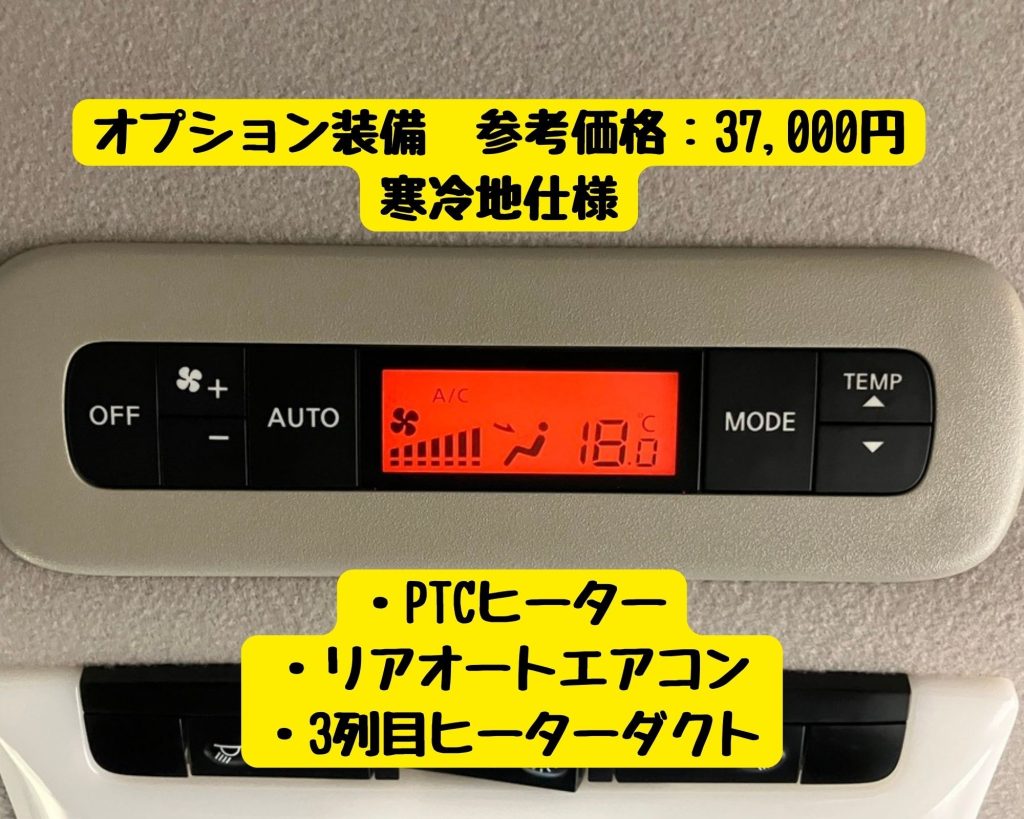 オプション装備　参考価格：37,000円
寒冷地仕様
OFF
+
−
AUTO
A/C
18.0
℃
MODE
TEMP
・PTCヒーター
・リアオートエアコン
・3列目ヒーターダクト